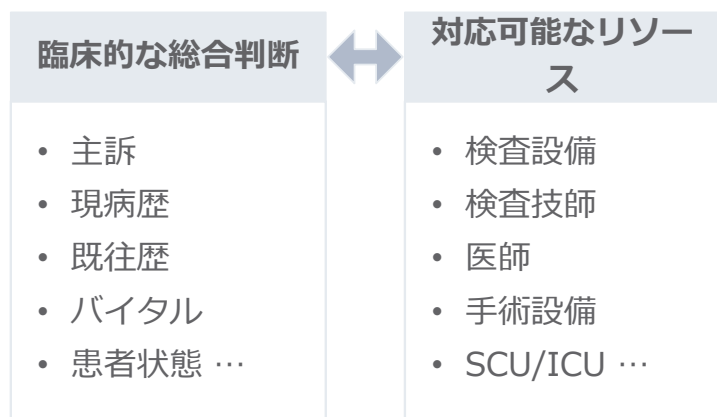 臨床的な総合判断
• 主訴
• 現病歴
• 既往歴
• バイタル
• 患者状態 …
対応可能なリソー
ス
• 検査設備
• 検査技師
• 医師
• 手術設備
• SCU/ICU …